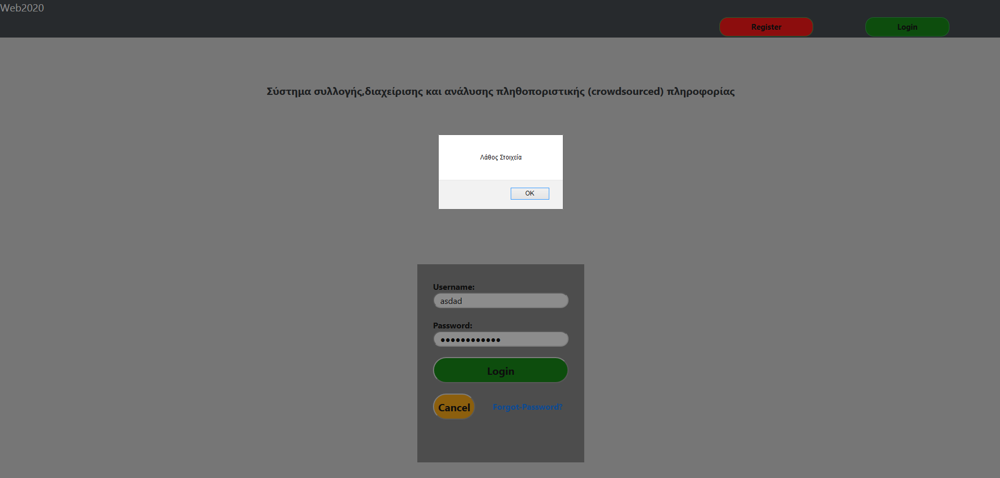 Web2020
Register
Login
Σύστημα συλλογής,διαχείρισης και ανάλυσης πληθοποριστικής (crowdsourced) πληροφορίας
Λάθος Στοιχεία
OK
Username:
asdad
Password:
●●●●●●●●●●●●
Login
Cancel
Forgot-Password?